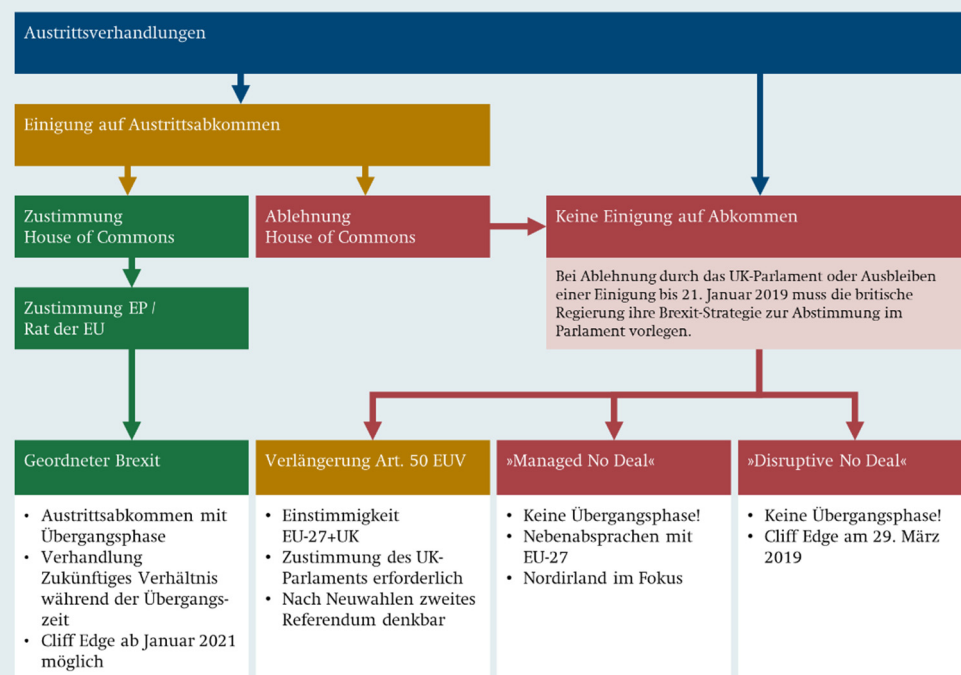 Austrittsverhandlungen
Einigung auf Austrittsabkommen
Zustimmung
House of Commons
Ablehnung
House of Commons
Keine Einigung auf Abkommen
Bei Ablehnung durch das UK-Parlament oder Ausbleiben
einer Einigung bis 21. Januar 2019 muss die britische
Regierung ihre Brexit-Strategie zur Abstimmung im
Parlament vorlegen.
Zustimmung EP /
Rat der EU
Geordneter Brexit
• Austrittsabkommen mit
Übergangsphase
• Verhandlung
Zukünftiges Verhältnis
während der Übergangs-
zeit
• Cliff Edge ab Januar 2021
möglich
Verlängerung Art. 50 EUV
• Einstimmigkeit
EU-27+UK
• Zustimmung des UK-
Parlaments erforderlich
• Nach Neuwahlen zweites
Referendum denkbar
»Managed No Deal«
• Keine Übergangsphase!
• Nebenabsprachen mit
EU-27
• Nordirland im Fokus
»Disruptive No Deal«
• Keine Übergangsphase!
• Cliff Edge am 29. März
2019